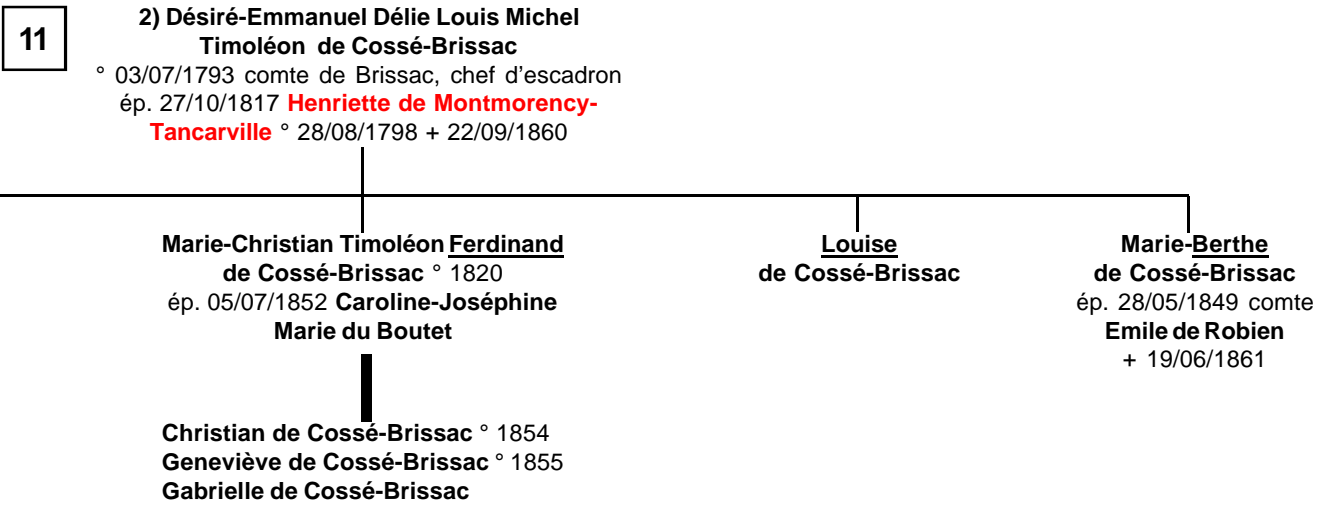 11
2) Désiré-Emmanuel Délie Louis Michel
Timoléon de Cossé-Brissac
° 03/07/1793 comte de Brissac, chef d'escadron
ép. 27/10/1817 Henriette de Montmorency-
Tancarville ° 28/08/1798 + 22/09/1860
Marie-Christian Timoléon Ferdinand
de Cossé-Brissac ° 1820
ép. 05/07/1852 Caroline-Joséphine
Marie du Boutet
Louise
de Cossé-Brissac
Marie-Berthe
de Cossé-Brissac
ép. 28/05/1849 comte
Emile de Robien
+ 19/06/1861
Christian de Cossé-Brissac ° 1854
Geneviève de Cossé-Brissac ° 1855
Gabrielle de Cossé-Brissac